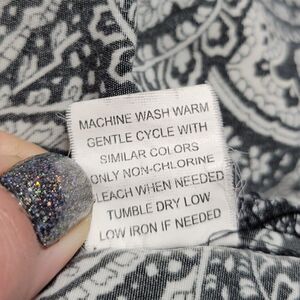 MACHINE WASH WARM
GENTLE CYCLE WITH
SIMILAR COLORS
ONLY NON-CHLORINE
LEACH WHEN NEEDED
TUMBLE DRY LOW
LOW IRON IF NEEDED